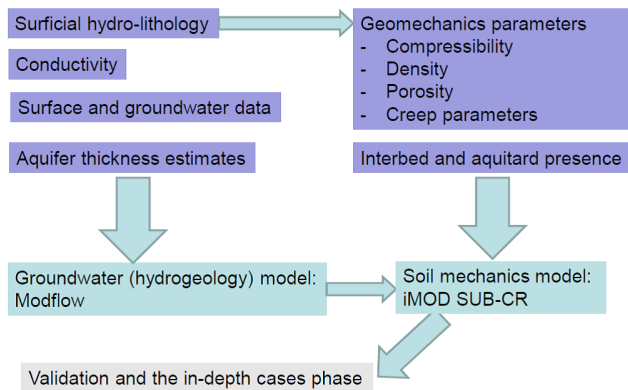 Surficial hydro-lithology
Conductivity
Surface and groundwater data
Aquifer thickness estimates
Geomechanics parameters
- Compressibility
- Density
- Porosity
- Creep parameters
Interbed and aquitard presence
Groundwater (hydrogeology) model:
Modflow
Soil mechanics model:
iMOD SUB-CR
Validation and the in-depth cases phase